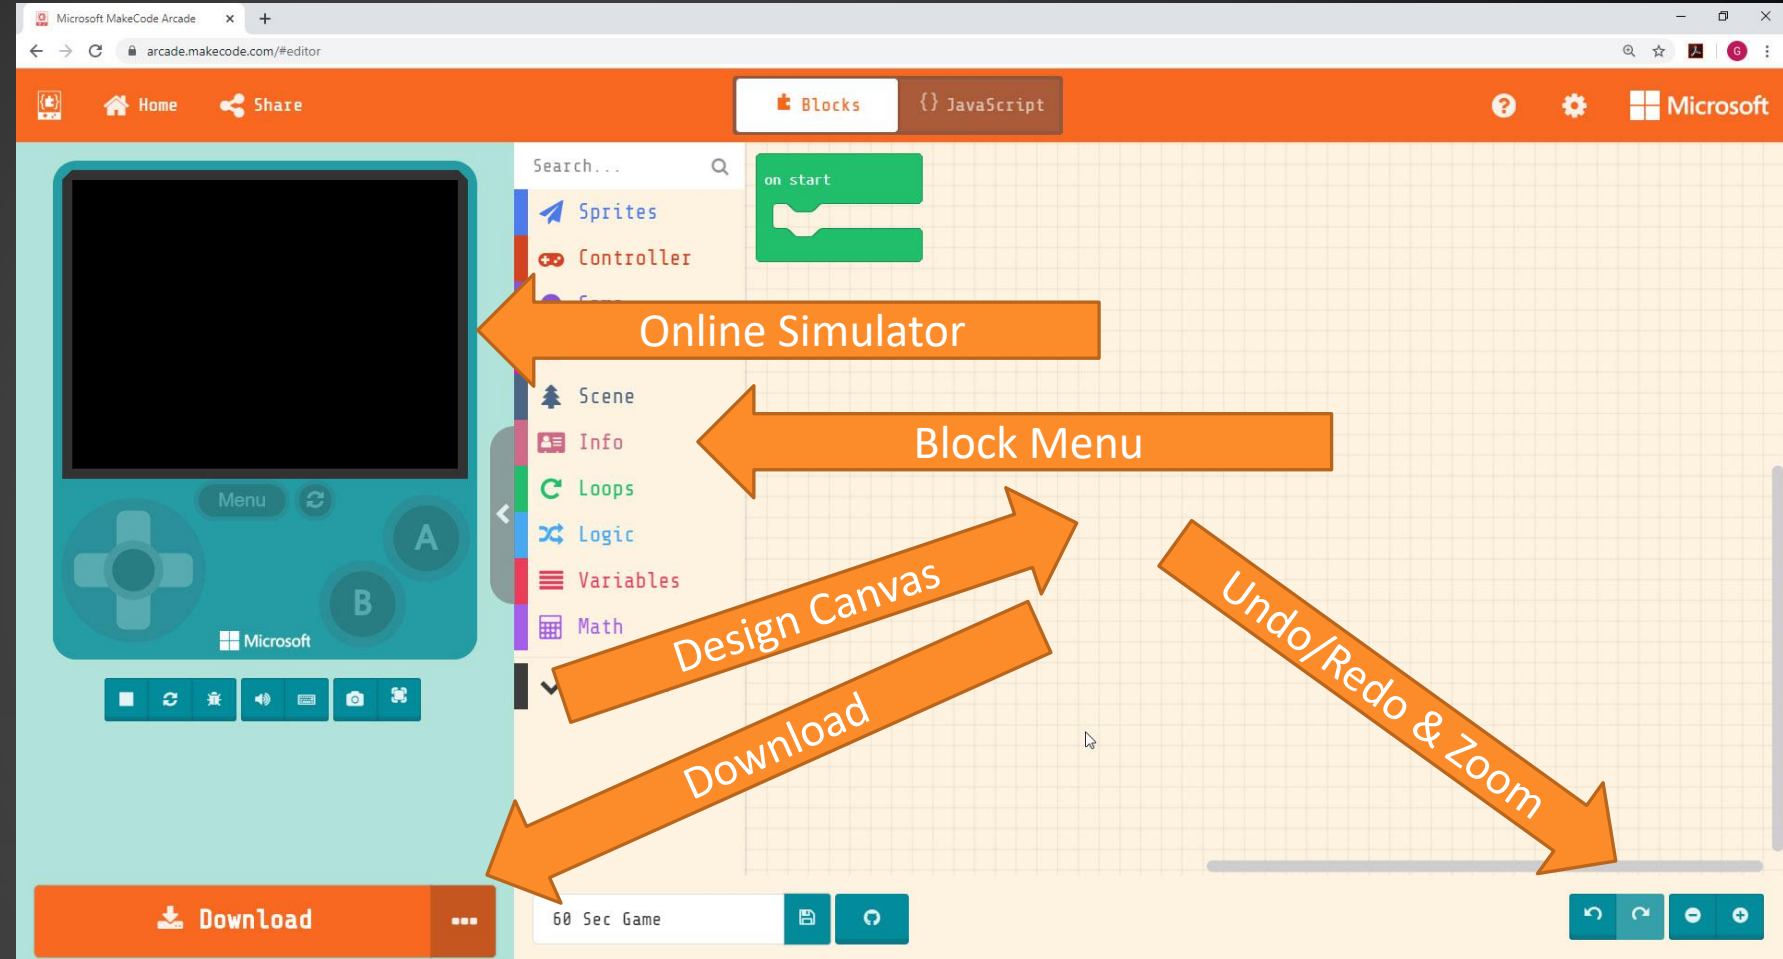 Microsoft MakeCode Arcade
arcade.makecode.com/#editor
G
Home
Share
Blocks
{} JavaScript
Microsoft
Search...
on start
Sprites
Controller
Online Simulator
Scene
Info
Block Menu
Loops
Menu
A
Logic
Variables
B
Math
Microsoft
Design Canvas
Undo/Redo & Zoom
Download
Download
60 Sec Game